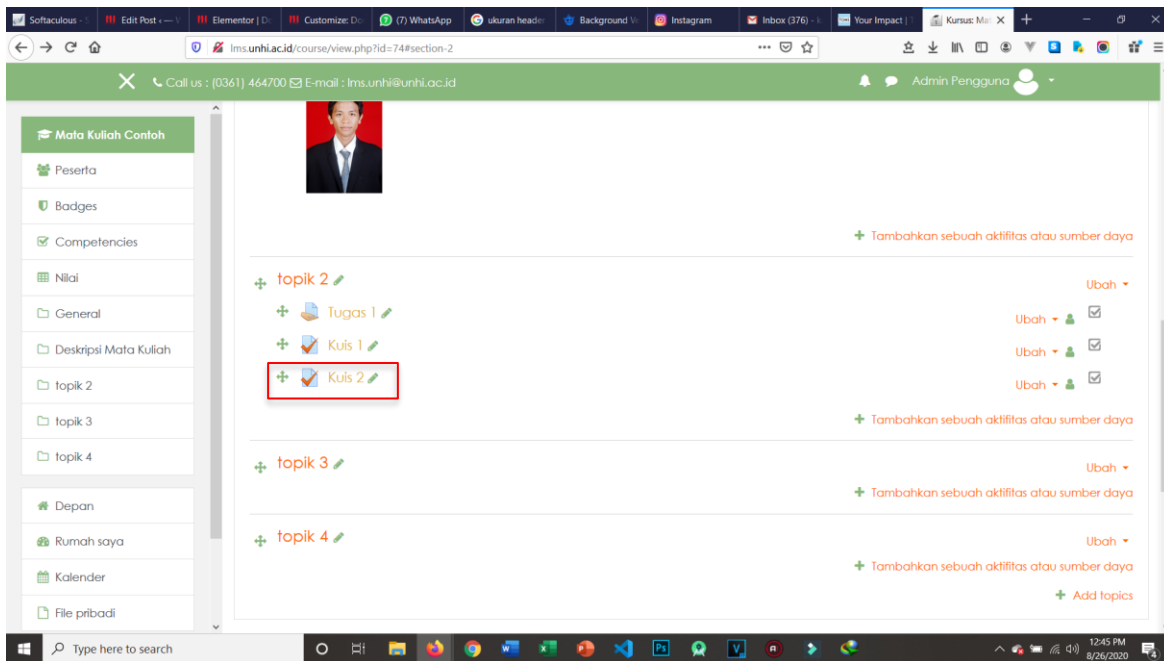 Softaculous - S
Edit Post ‹ — V
Elementor | Do
Customize: Do
(7) WhatsApp
ukuran header
Background Ve
Instagram
Inbox (376) - k
Your Impact | T
Kursus: Mat
lms.unhi.ac.id/course/view.php?id=74#section-2
Call us : (0361) 464700 E-mail : lms.unhi@unhi.ac.id
Admin Pengguna
Mata Kuliah Contoh
Peserta
Badges
Competencies
Nilai
General
Deskripsi Mata Kuliah
topik 2
topik 3
topik 4
Depan
Rumah saya
Kalender
File pribadi
Tambahkan sebuah aktifitas atau sumber daya
topik 2
Ubah
Tugas 1
Ubah
Kuis 1
Ubah
Kuis 2
Ubah
Tambahkan sebuah aktifitas atau sumber daya
topik 3
Ubah
Tambahkan sebuah aktifitas atau sumber daya
topik 4
Ubah
Tambahkan sebuah aktifitas atau sumber daya
Add topics
Type here to search
12:45 PM
8/26/2020